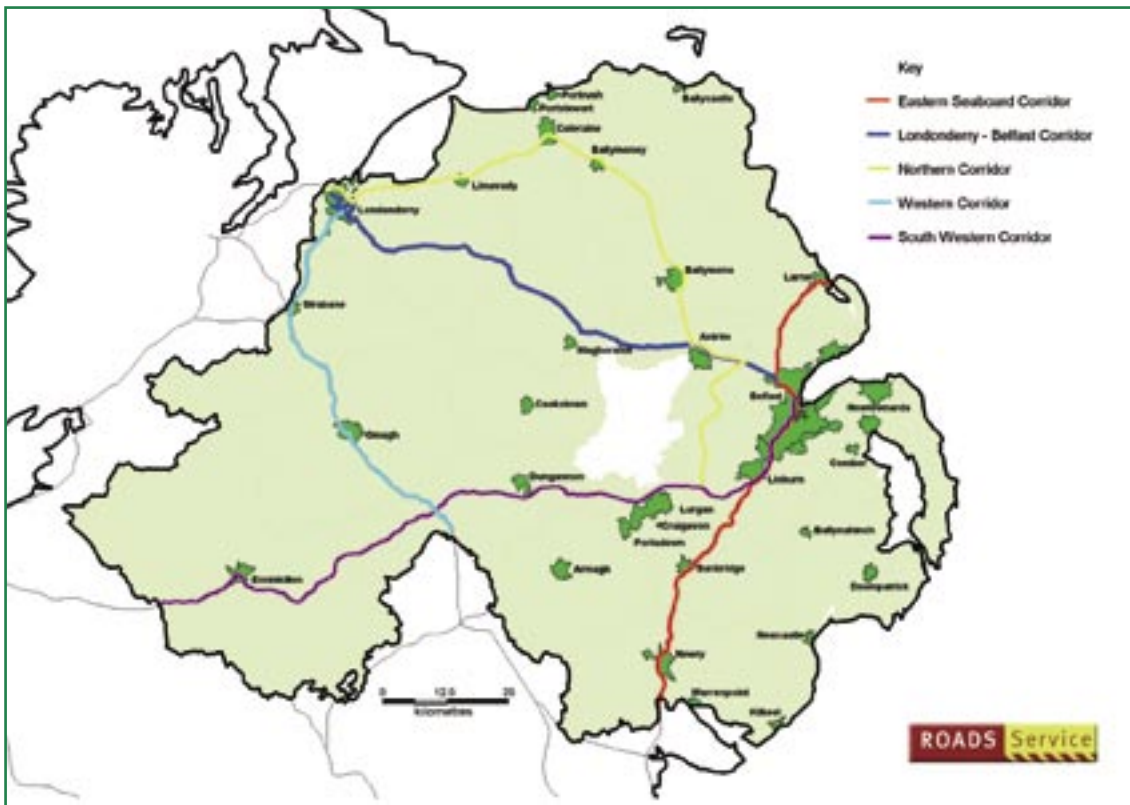 Key
Eastern Seaboard Corridor
Londonderry - Belfast Corridor
Northern Corridor
Western Corridor
South Western Corridor
Portrush
Portstewart
Coleraine
Ballycastle
Ballymoney
Limavady
Londonderry
Ballymena
Larne
Strabane
Antrim
Magherafelt
Belfast
Newtownards
Cookstown
Omagh
Comber
Dungannon
Lisburn
Lurgan
Craigavon
Portadown
Ballynahinch
Armagh
Banbridge
Enniskillen
Downpatrick
Newcastle
Newry
Warrenpoint
Kilkeel
0 12.5 25
kilometres
ROADS Service